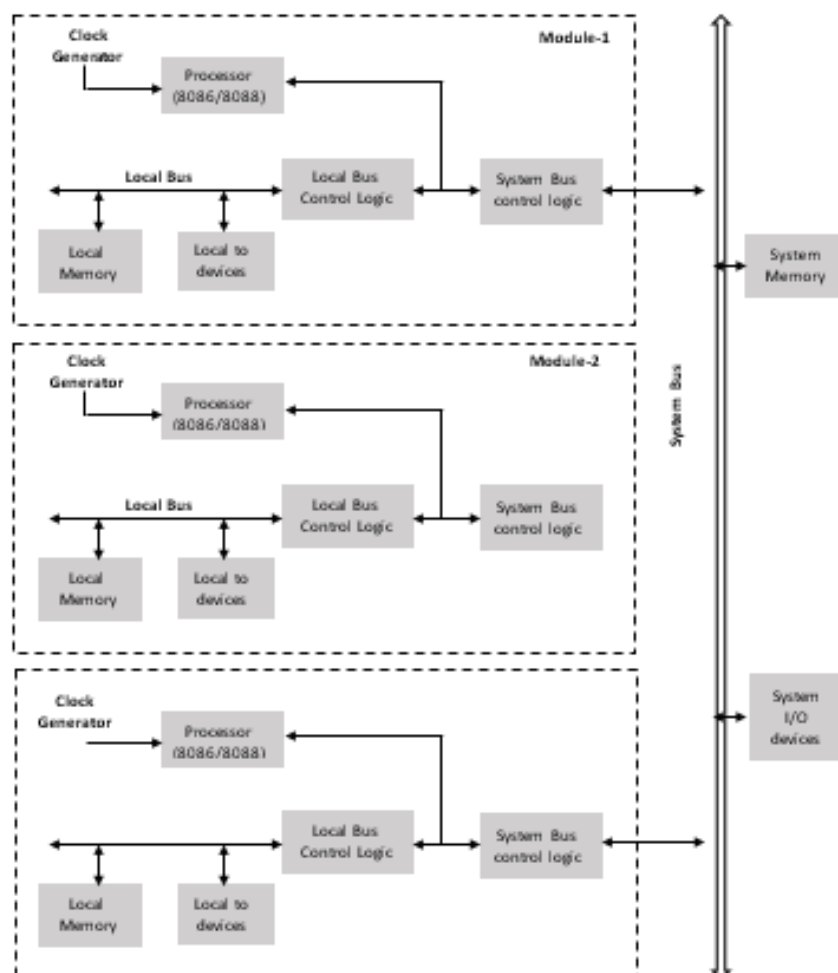 Clock
Generator
Module-1
Processor
(8086/8088)
Local Bus
Local Bus
Control Logic
System Bus
control logic
Local
Memory
Local to
devices
System
Memory
System Bus
Clock
Generator
Module-2
Processor
(8086/8088)
Local Bus
Local Bus
Control Logic
System Bus
control logic
Local
Memory
Local to
devices
Clock
Generator
Processor
(8086/8088)
System
I/O
devices
Local Bus
Control Logic
System Bus
control logic
Local
Memory
Local to
devices